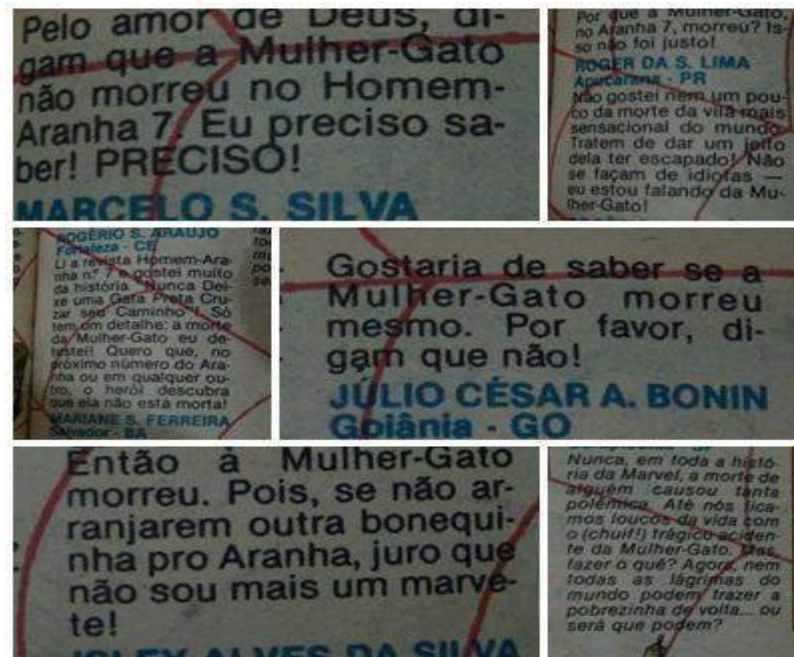 Pelo amor de Deus, di-
gam que a Mulher-Gato
não morreu no Homem-
Aranha 7. Eu preciso sa-
ber! PRECISO!
MARCELO S. SILVA
Por que a Mulher-Gato,
no Aranha 7, morreu? Is-
so não foi justo!
ROGER DA S. LIMA
Apucarana - PR
Não gostei nem um pou-
co da morte da vilã mais
sensacional do mundo.
Tratem de dar um jeito
dela ter escapado! Não
se façam de idiotas —
eu estou falando da Mu-
lher-Gato!
ROGÉRIO S. ARAÚJO
Fortaleza - CE
Li a revista Homem-Ara-
nha n.º 7 e gostei muito
da história "Nunca Dei-
xe uma Gata Preta Cru-
zar seu Caminho"! Só
tem um detalhe: a morte
da Mulher-Gato eu de-
testei! Quero que, no
próximo número do Ara-
nha ou em qualquer ou-
tro, o herói descubra
que ela não está morta!
MARIANE S. FERREIRA
Salvador - BA
Gostaria de saber se a
Mulher-Gato morreu
mesmo. Por favor, di-
gam que não!
JÚLIO CÉSAR A. BONIN
Goiânia - GO
Então a Mulher-Gato
morreu. Pois, se não ar-
ranjarem outra bonequi-
nha pro Aranha, juro que
não sou mais um marve-
te!
ALVES DA SILVA
Nunca, em toda a histó-
ria da Marvel, a morte de
alguém causou tanta
polêmica. Até nós fica-
mos loucos da vida com
o (chuif!) trágico aciden-
te da Mulher-Gato. Mas
fazer o quê? Agora, nem
todas as lágrimas do
mundo podem trazer a
pobrezinha de volta... ou
será que podem?